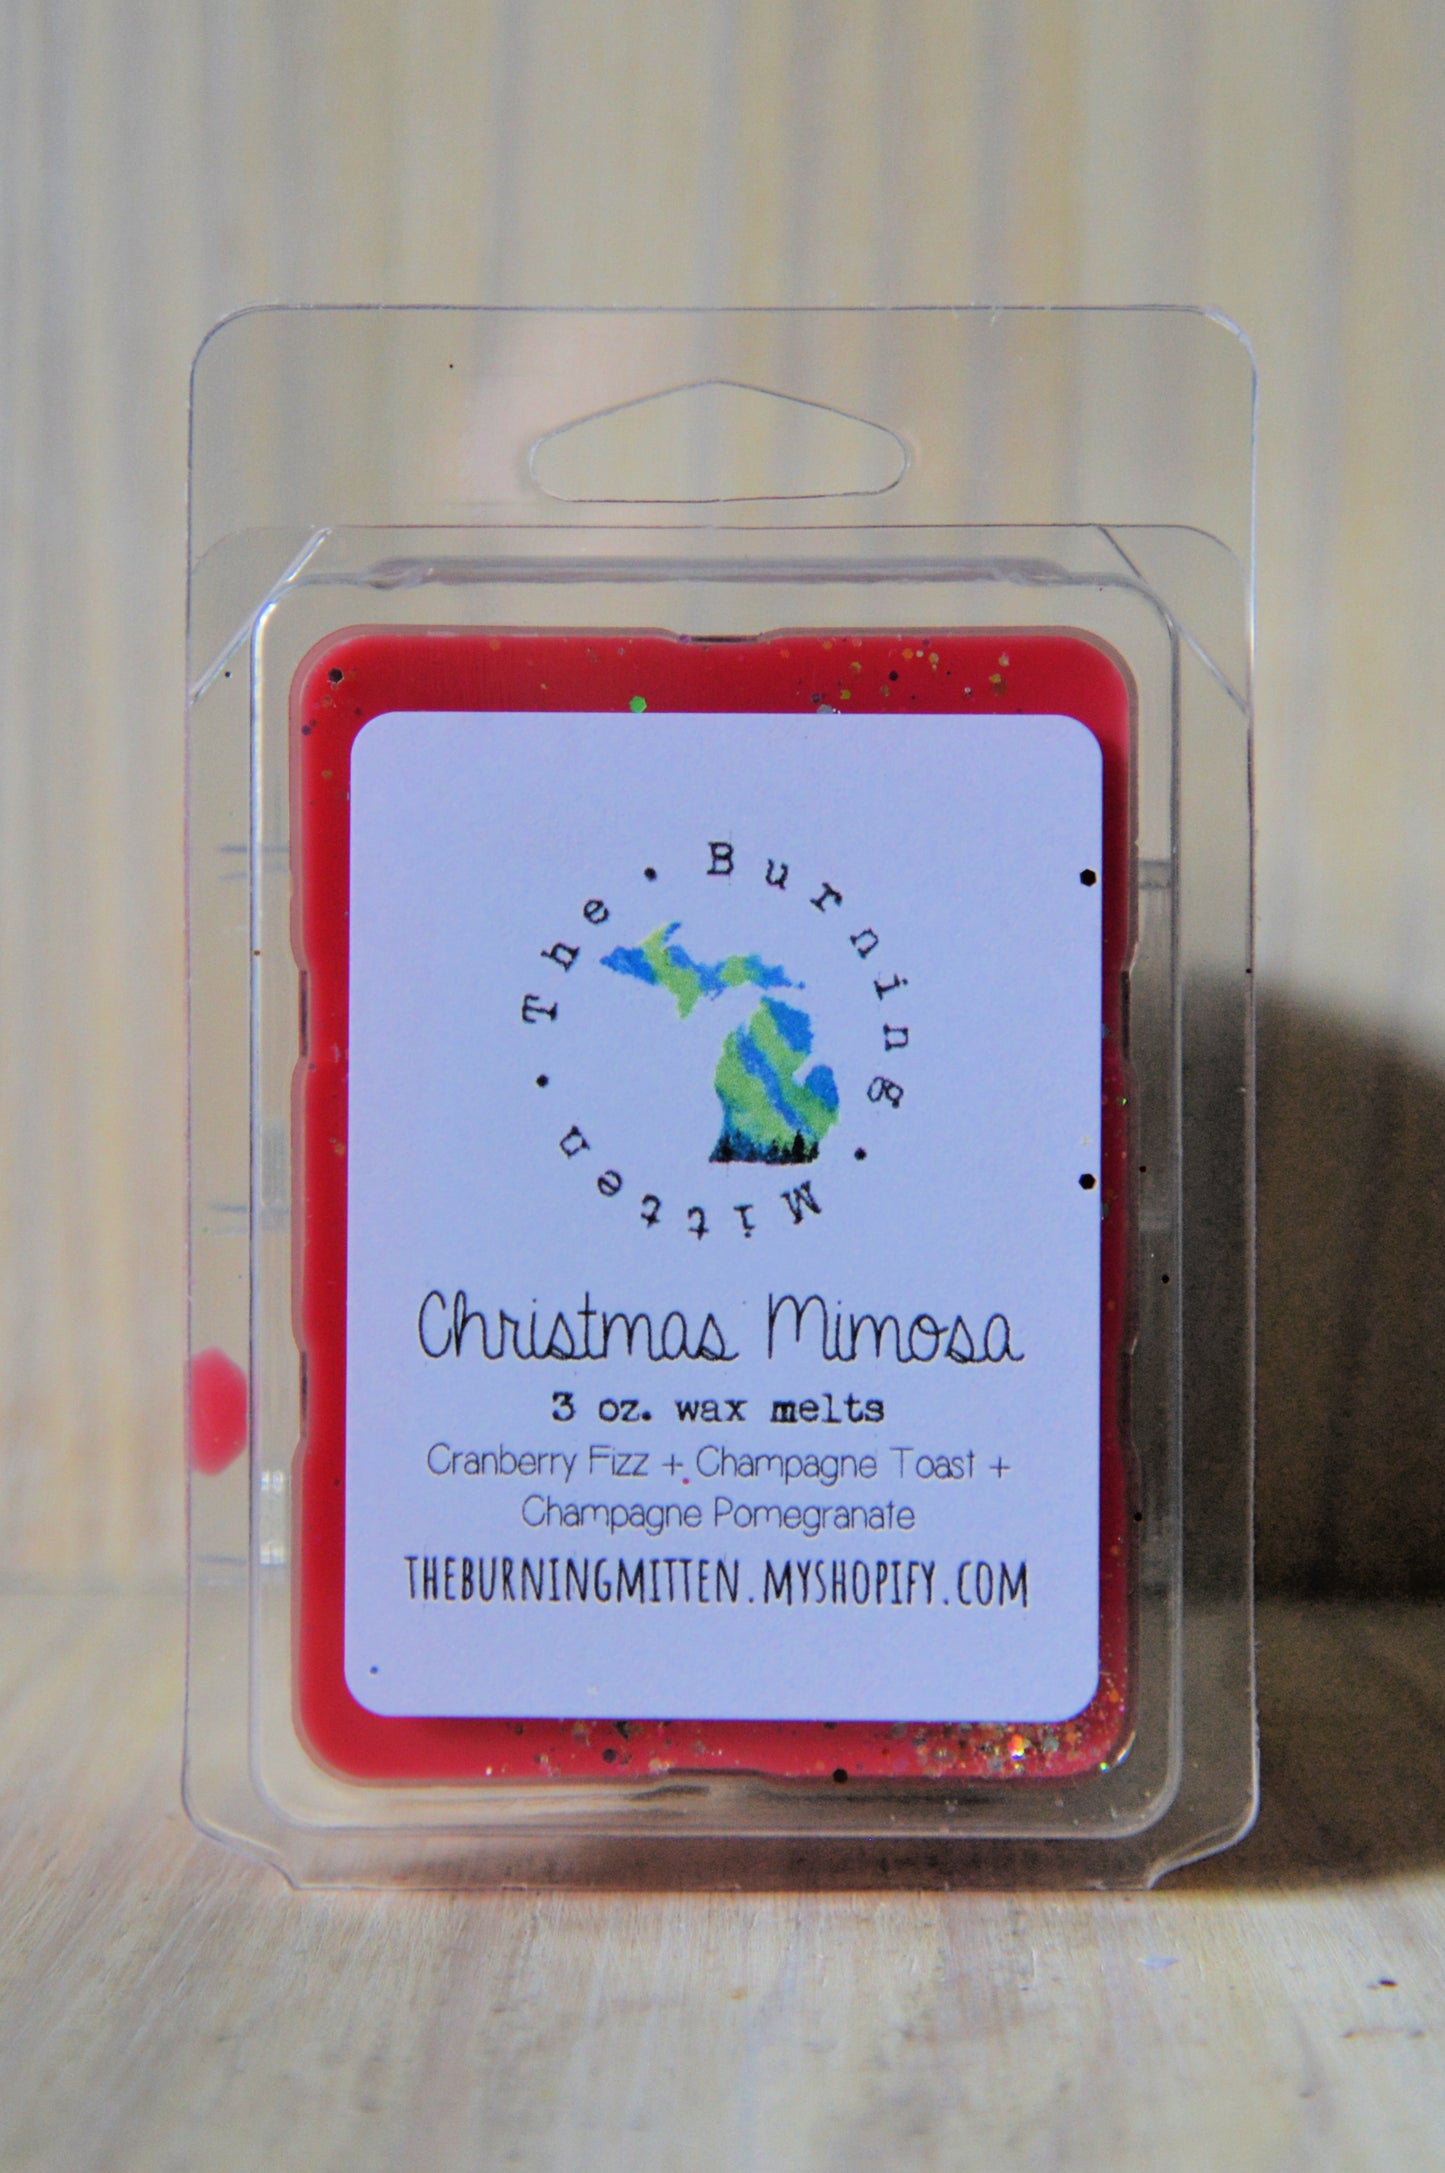 The • Burning • Mitten •
Christmas Mimosa
3 oz. wax melts
Cranberry Fizz + Champagne Toast +
Champagne Pomegranate
THEBURNINGMITTEN.MYSHOPIFY.COM